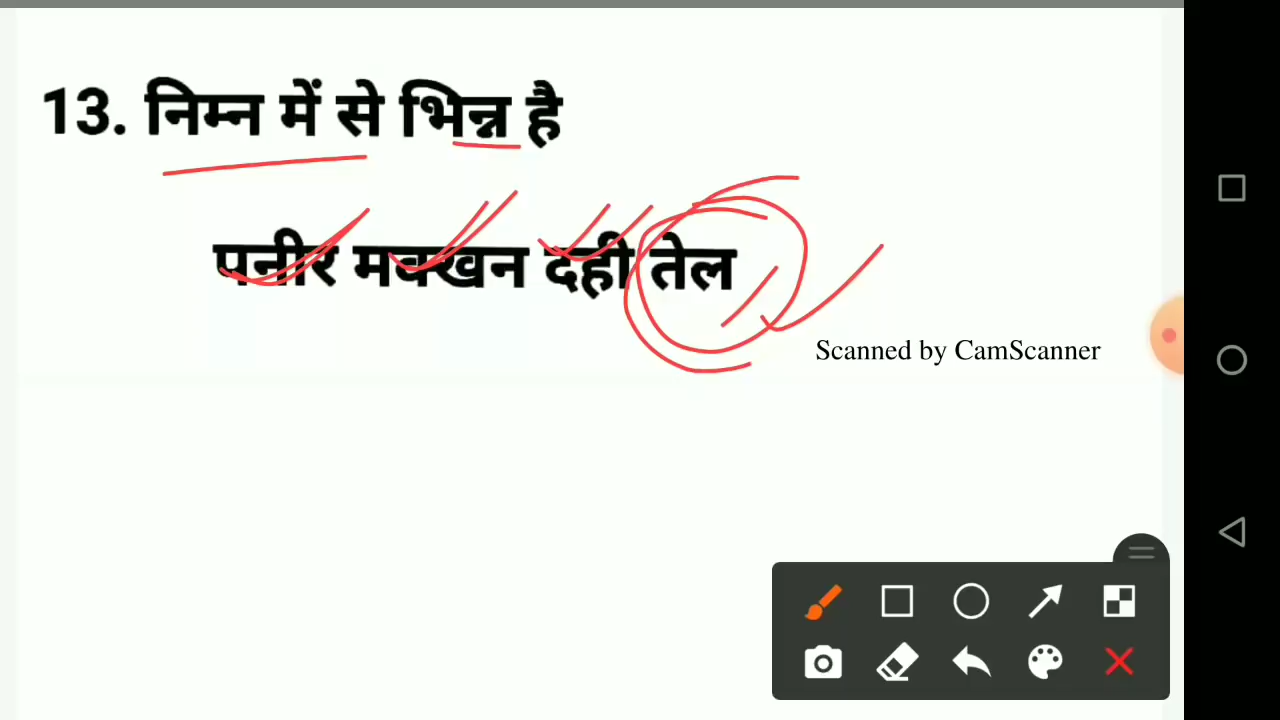 13. निम्न में से भिन्न है
पनीर मक्खन दही तेल
Scanned by CamScanner